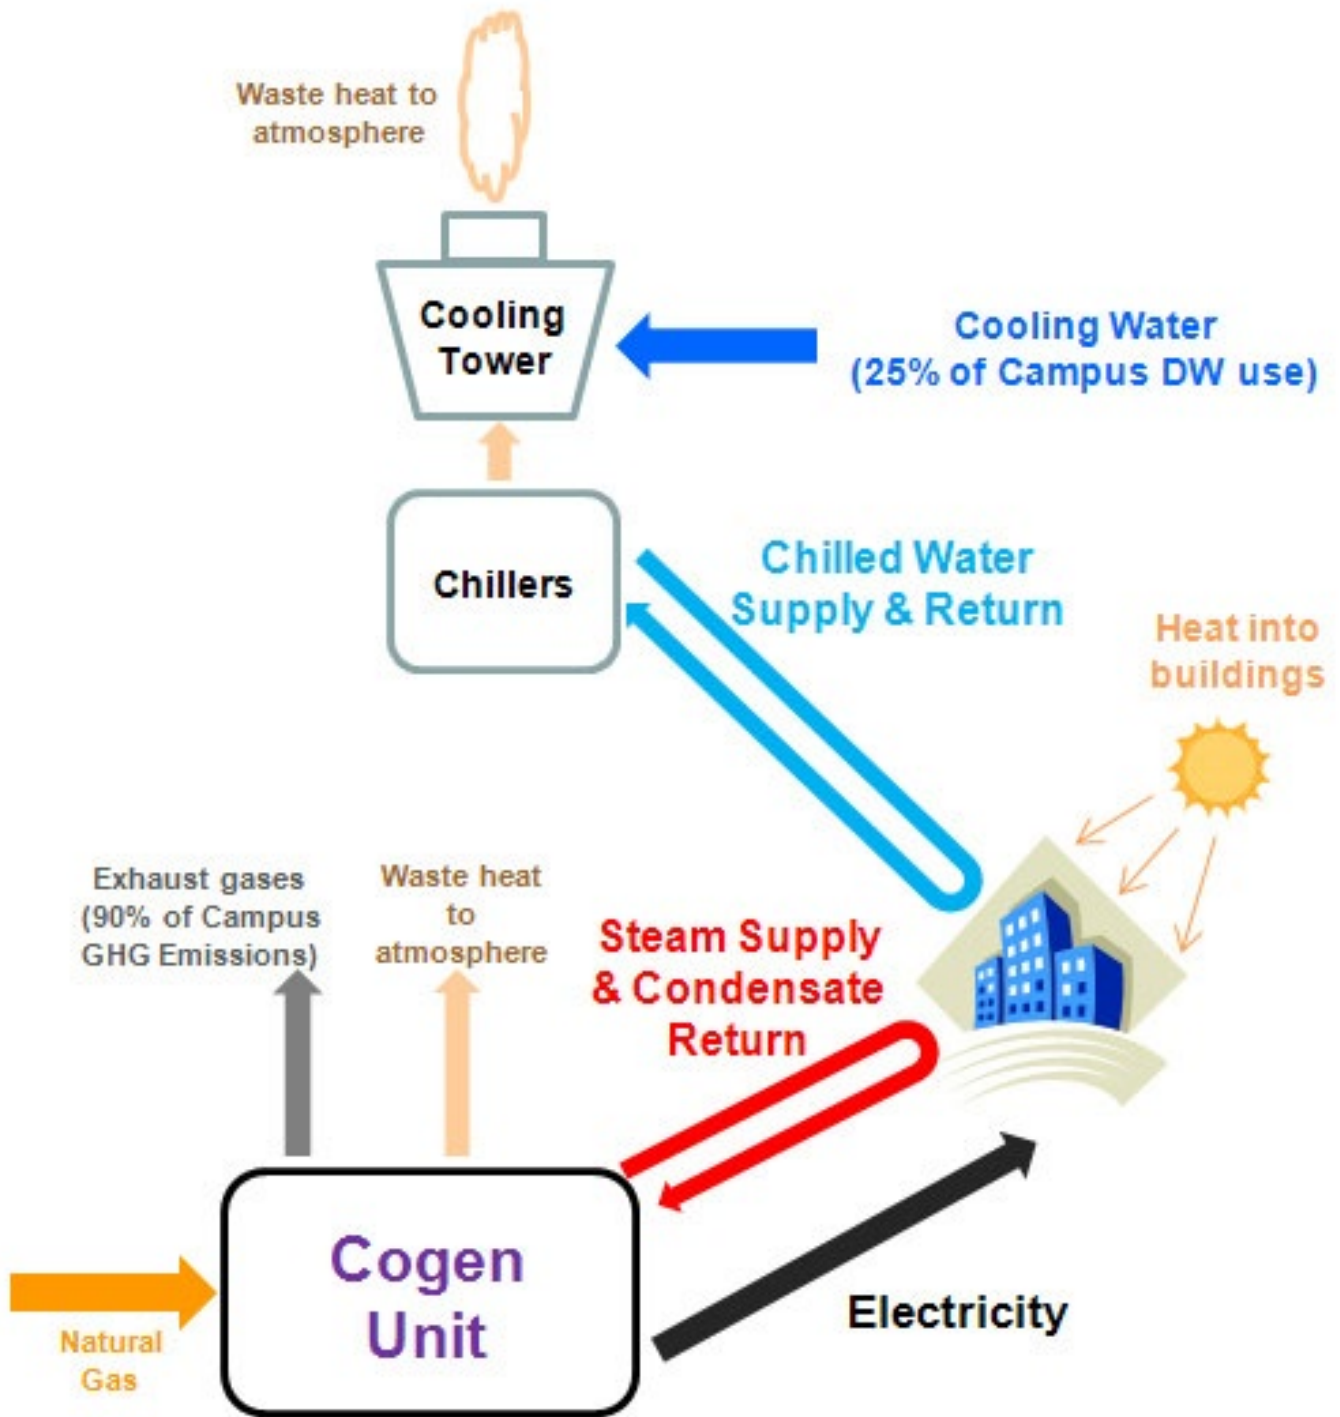 Waste heat to
atmosphere
Cooling
Tower
Cooling Water
(25% of Campus DW use)
Chillers
Chilled Water
Supply & Return
Heat into
buildings
Exhaust gases
(90% of Campus
GHG Emissions)
Waste heat
to
atmosphere
Steam Supply
& Condensate
Return
Cogen
Unit
Electricity
Natural
Gas